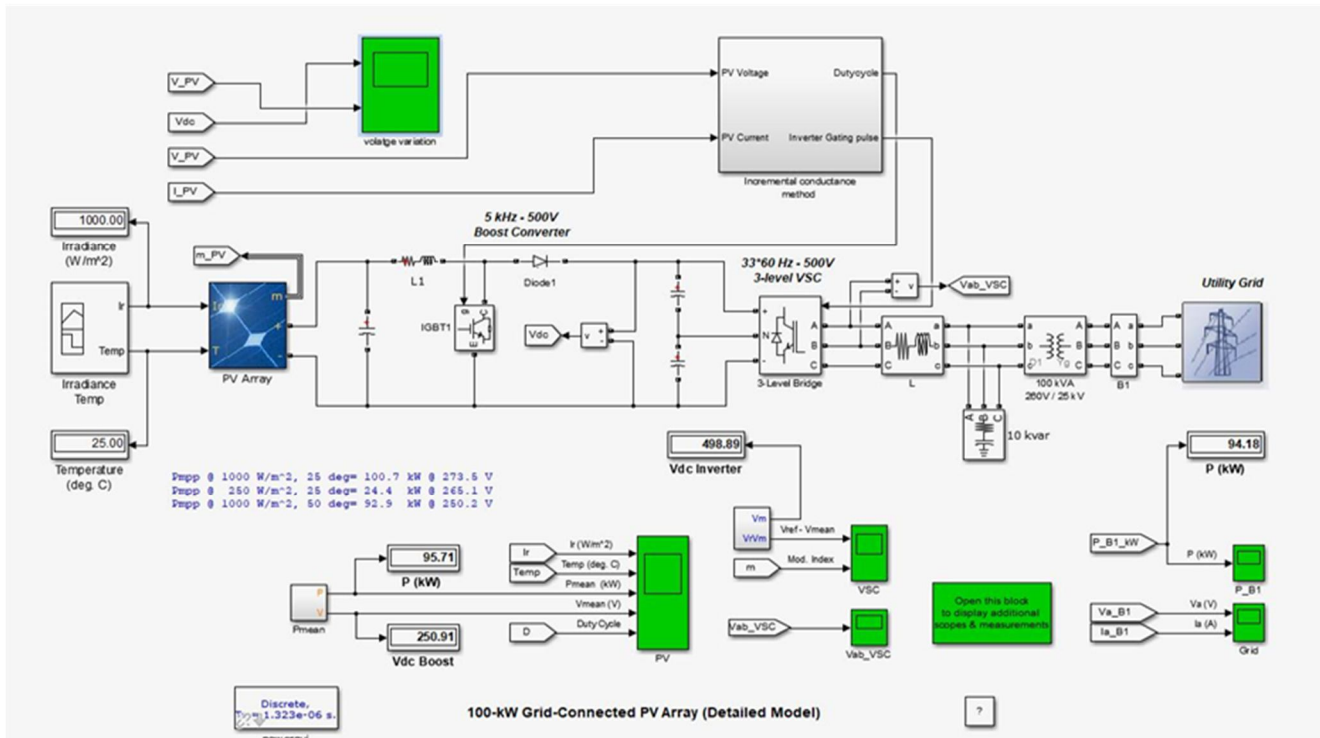 V_PV
Vdc
volatge variation
V_PV
I_PV
PV Voltage
Dutycycle
PV Current
Inverter Gating pulse
Incremental conductance
method
5 kHz - 500V
Boost Converter
1000.00
Irradiance
(W/m^2)
m_PV
L1
Diode1
33*60 Hz - 500V
3-level VSC
+
-
v
Vab_VSC
Utility Grid
Ir
Temp
Irradiance
Temp
Ir
T
m
+
-
PV Array
g
C
E
IGBT1
Vdc
v
+
-
+
N
-
A
B
C
3-Level Bridge
A
B
C
a
b
c
L
a
b
c
D1
Yg
A
B
C
100 kVA
260V / 25 kV
A
B
C
a
b
c
B1
A
B
C
10 kvar
25.00
Temperature
(deg. C)
Pmpp @ 1000 W/m^2, 25 deg= 100.7 kW @ 273.5 V
Pmpp @ 250 W/m^2, 25 deg= 24.4 kW @ 265.1 V
Pmpp @ 1000 W/m^2, 50 deg= 92.9 kW @ 250.2 V
498.89
Vdc Inverter
94.18
P (kW)
Vm
VrVm
Vref - Vmean
m
Mod. Index
VSC
Vab_VSC
Vab_VSC
P
V
Pmean
95.71
P (kW)
250.91
Vdc Boost
Ir
Ir (W/m^2)
Temp
Temp (deg. C)
Pmean (kW)
Vmean (V)
D
Duty Cycle
PV
Open this block
to display additional
scopes & measurements
P_B1_kW
P (kW)
P_B1
Va_B1
Va (V)
Ia_B1
Ia (A)
Grid
Discrete,
1.323e-06 s.
100-kW Grid-Connected PV Array (Detailed Model)
?